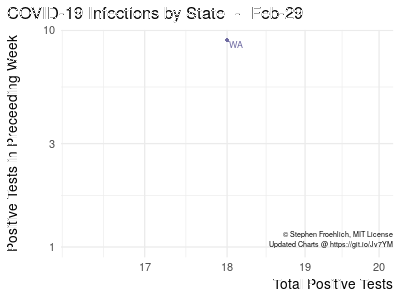 COVID-19 Infections by State - Feb-29
10
WA
3
1
Positive Tests in Preceeding Week
© Stephen Froehlich, MIT License
Updated Charts @ https://git.io/Jv7YM
17 18 19 20
Total Positive Tests